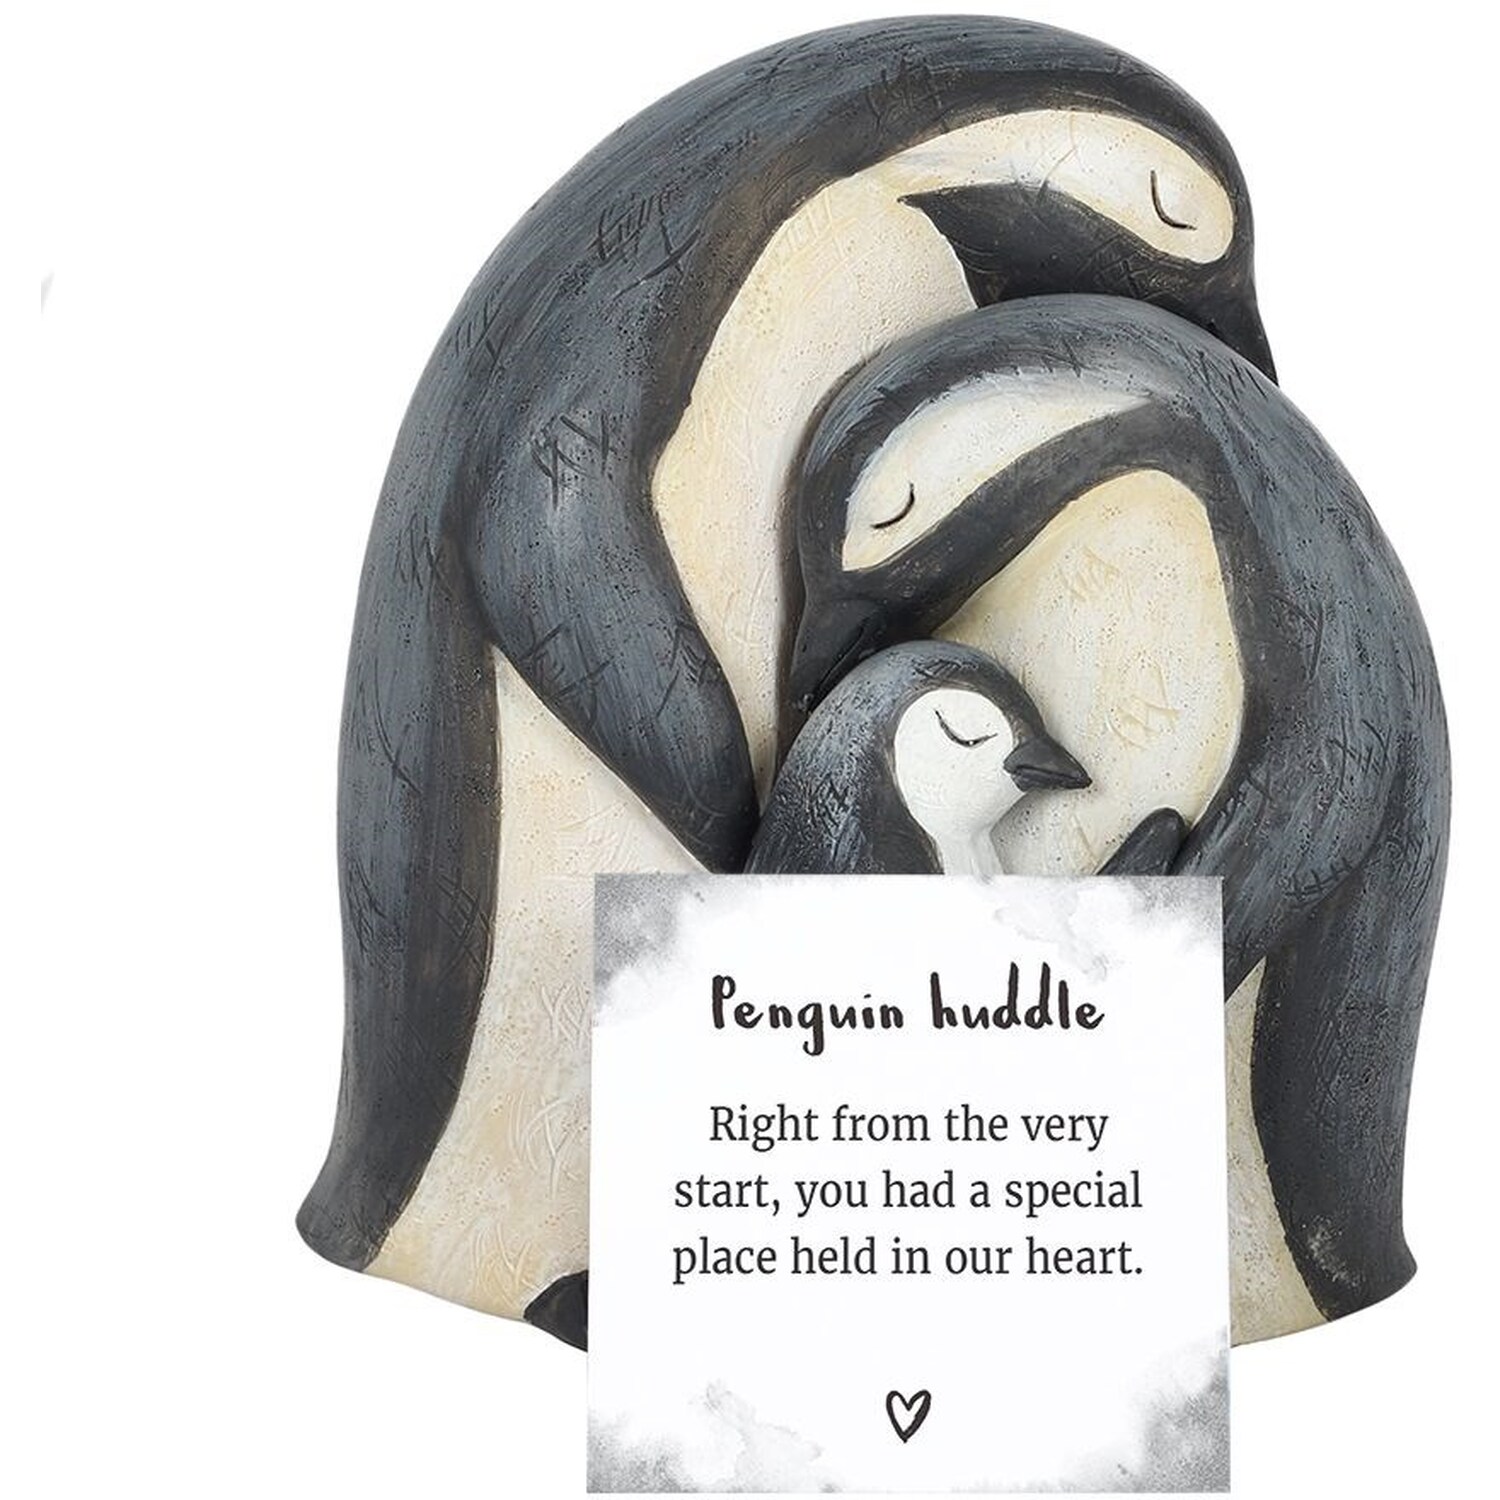 Penguin huddle
Right from the very
start, you had a special
place held in our heart.